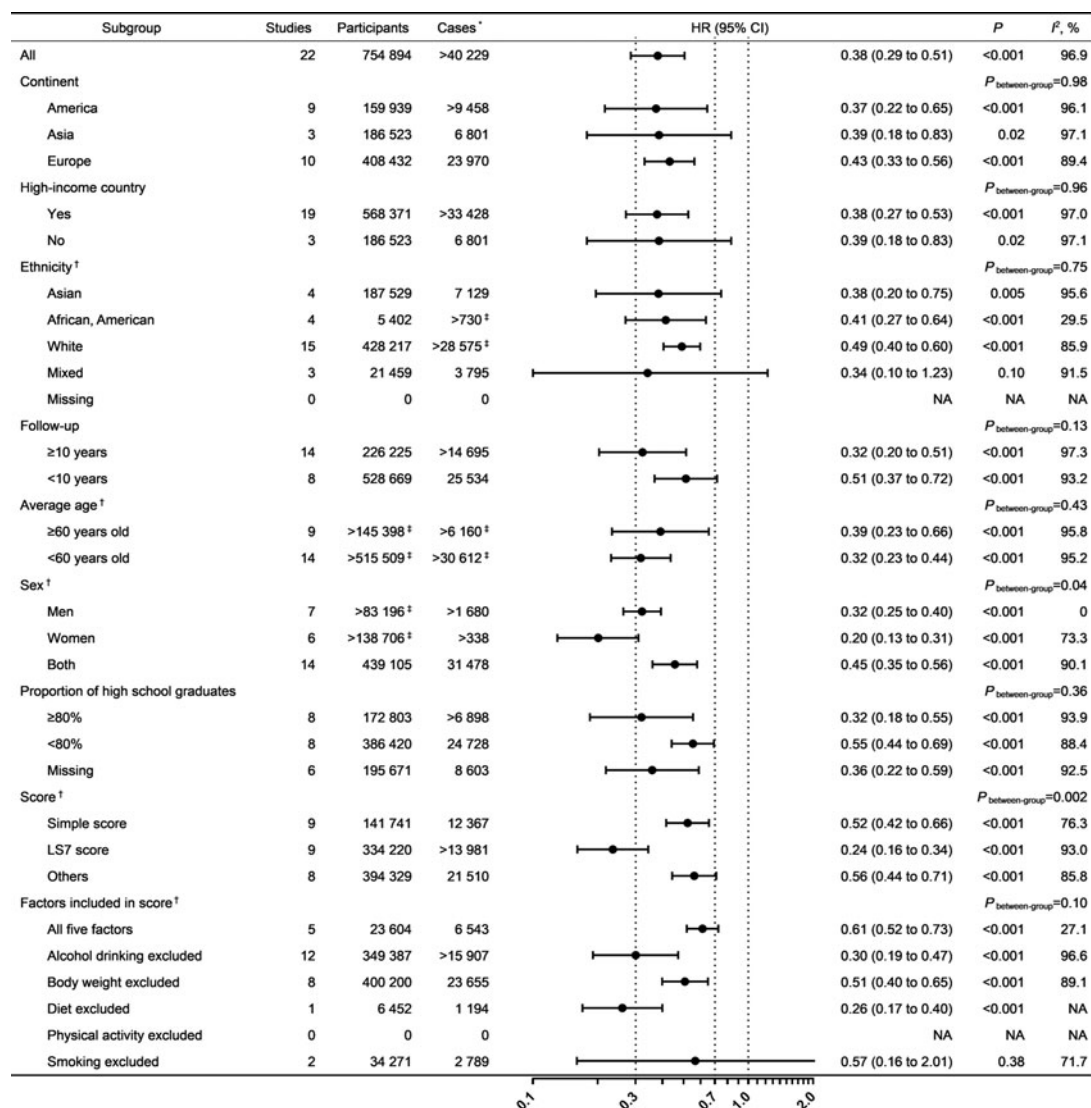 Subgroup Studies Participants Cases* HR (95% CI) P I², %
All 22 754 894 >40 229 0.38 (0.29 to 0.51) <0.001 96.9
Continent P between-group=0.98
America 9 159 939 >9 458 0.37 (0.22 to 0.65) <0.001 96.1
Asia 3 186 523 6 801 0.39 (0.18 to 0.83) 0.02 97.1
Europe 10 408 432 23 970 0.43 (0.33 to 0.56) <0.001 89.4
High-income country P between-group=0.96
Yes 19 568 371 >33 428 0.38 (0.27 to 0.53) <0.001 97.0
No 3 186 523 6 801 0.39 (0.18 to 0.83) 0.02 97.1
Ethnicity† P between-group=0.75
Asian 4 187 529 7 129 0.38 (0.20 to 0.75) 0.005 95.6
African, American 4 5 402 >730‡ 0.41 (0.27 to 0.64) <0.001 29.5
White 15 428 217 >28 575‡ 0.49 (0.40 to 0.60) <0.001 85.9
Mixed 3 21 459 3 795 0.34 (0.10 to 1.23) 0.10 91.5
Missing 0 0 0 NA NA NA
Follow-up P between-group=0.13
≥10 years 14 226 225 >14 695 0.32 (0.20 to 0.51) <0.001 97.3
<10 years 8 528 669 25 534 0.51 (0.37 to 0.72) <0.001 93.2
Average age† P between-group=0.43
≥60 years old 9 >145 398‡ >6 160‡ 0.39 (0.23 to 0.66) <0.001 95.8
<60 years old 14 >515 509‡ >30 612‡ 0.32 (0.23 to 0.44) <0.001 95.2
Sex† P between-group=0.04
Men 7 >83 196‡ >1 680 0.32 (0.25 to 0.40) <0.001 0
Women 6 >138 706‡ >338 0.20 (0.13 to 0.31) <0.001 73.3
Both 14 439 105 31 478 0.45 (0.35 to 0.56) <0.001 90.1
Proportion of high school graduates P between-group=0.36
≥80% 8 172 803 >6 898 0.32 (0.18 to 0.55) <0.001 93.9
<80% 8 386 420 24 728 0.55 (0.44 to 0.69) <0.001 88.4
Missing 6 195 671 8 603 0.36 (0.22 to 0.59) <0.001 92.5
Score† P between-group=0.002
Simple score 9 141 741 12 367 0.52 (0.42 to 0.66) <0.001 76.3
LS7 score 9 334 220 >13 981 0.24 (0.16 to 0.34) <0.001 93.0
Others 8 394 329 21 510 0.56 (0.44 to 0.71) <0.001 85.8
Factors included in score† P between-group=0.10
All five factors 5 23 604 6 543 0.61 (0.52 to 0.73) <0.001 27.1
Alcohol drinking excluded 12 349 387 >15 907 0.30 (0.19 to 0.47) <0.001 96.6
Body weight excluded 8 400 200 23 655 0.51 (0.40 to 0.65) <0.001 89.1
Diet excluded 1 6 452 1 194 0.26 (0.17 to 0.40) <0.001 NA
Physical activity excluded 0 0 0 NA NA NA
Smoking excluded 2 34 271 2 789 0.57 (0.16 to 2.01) 0.38 71.7
0.1 0.3 0.7 1.0 2.0